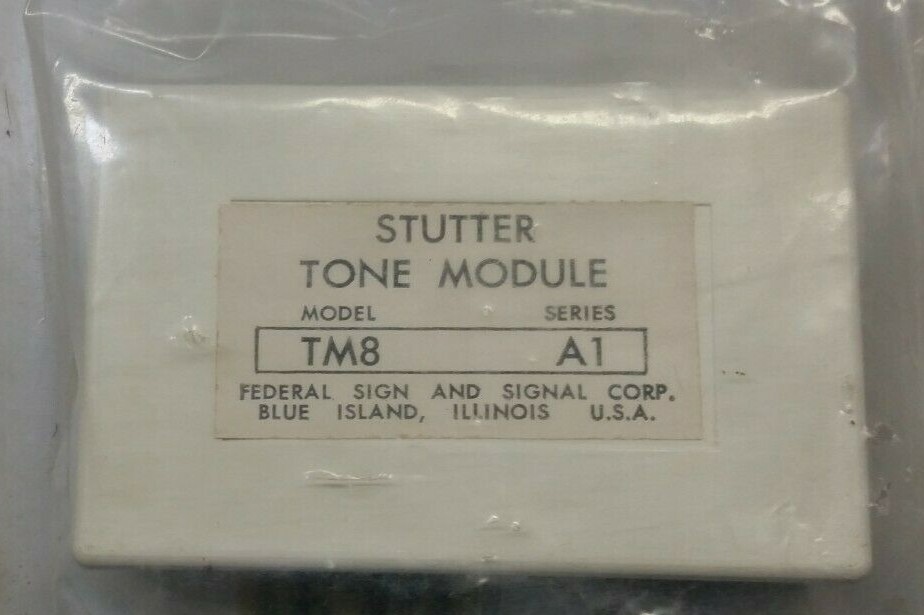 STUTTER
TONE MODULE
MODEL SERIES
TM8 A1
FEDERAL SIGN AND SIGNAL CORP.
BLUE ISLAND, ILLINOIS U.S.A.